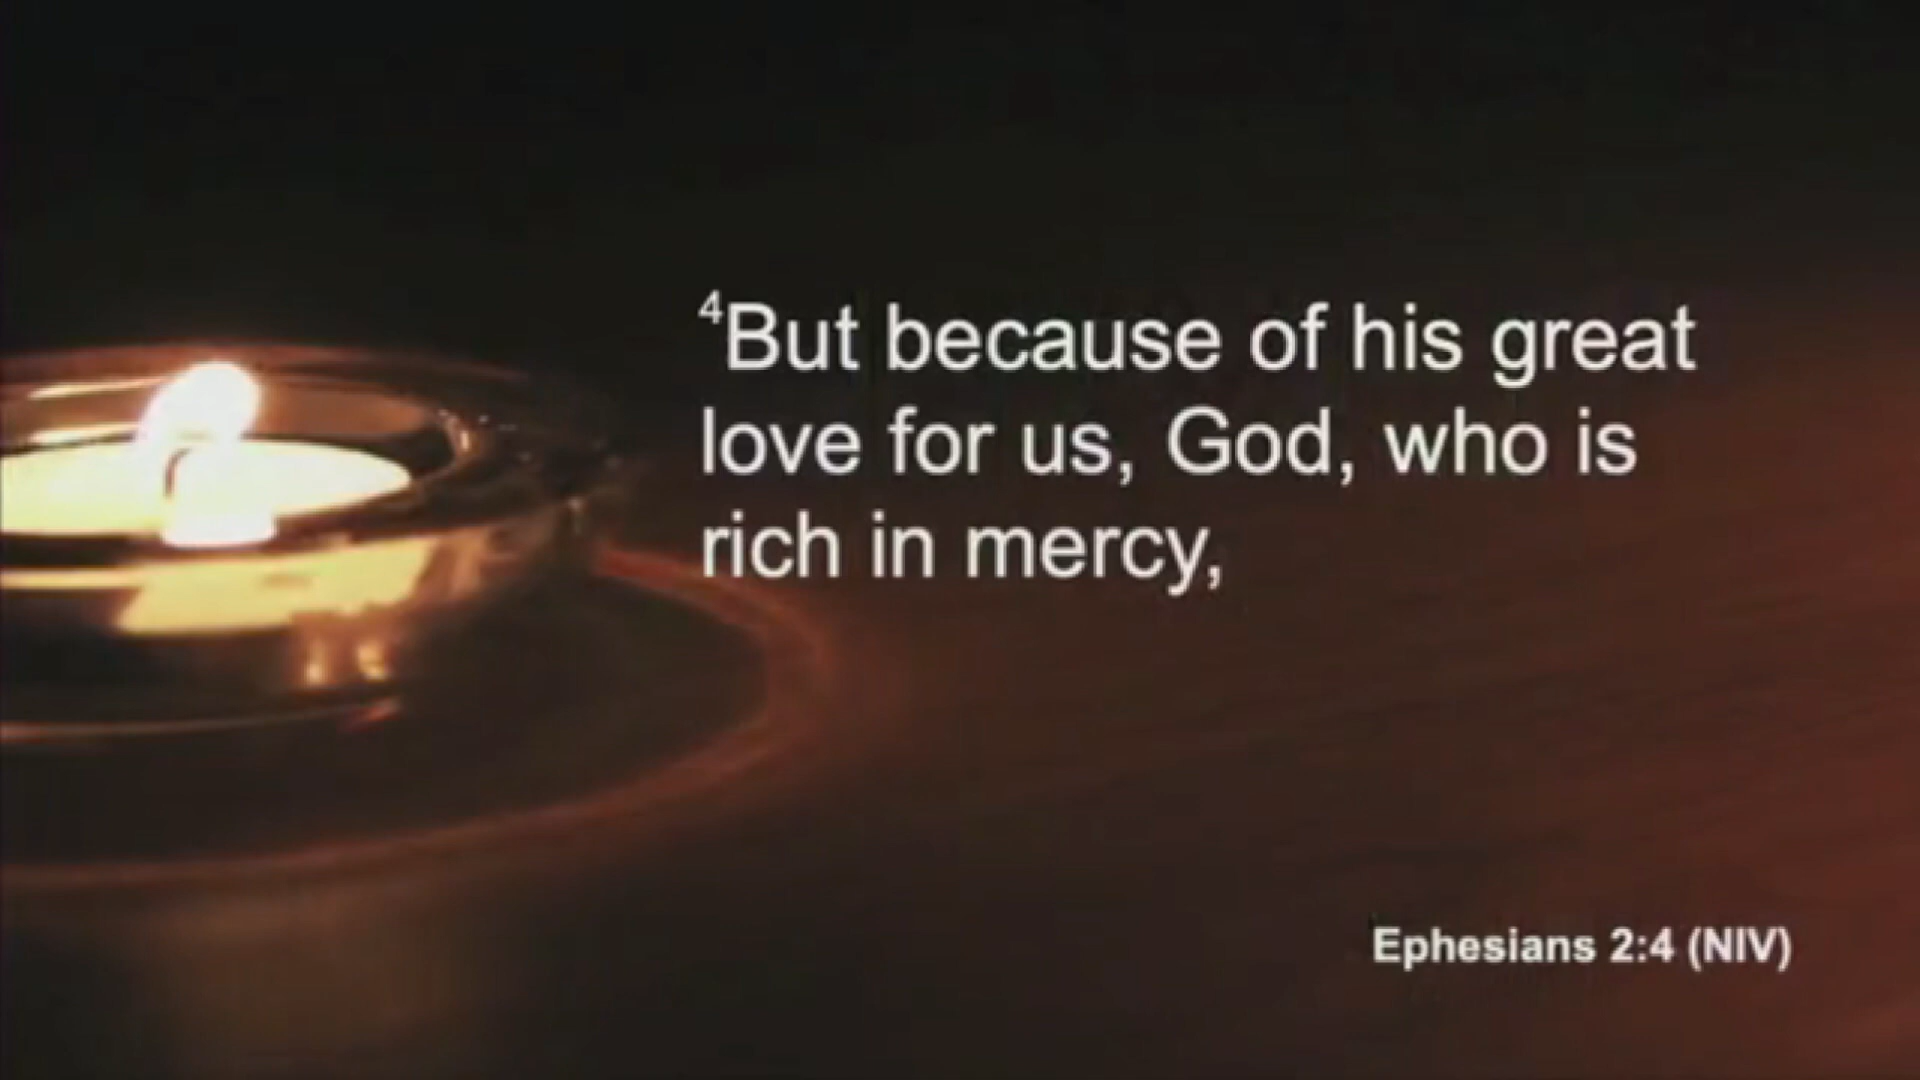 ⁴But because of his great
love for us, God, who is
rich in mercy,
Ephesians 2:4 (NIV)